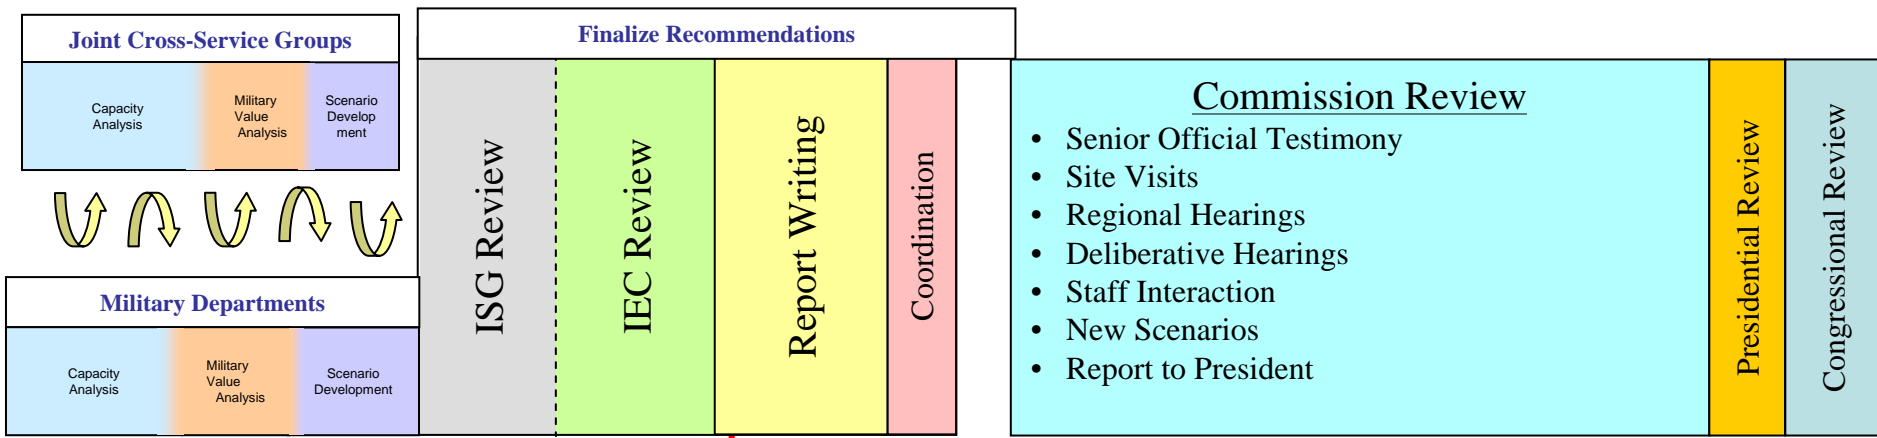 Joint Cross-Service Groups
Capacity
Analysis
Military
Value
Analysis
Scenario
Develop
ment
Military Departments
Capacity
Analysis
Military
Value
Analysis
Scenario
Development
Finalize Recommendations
ISG Review
IEC Review
Report Writing
Coordination
Commission Review
• Senior Official Testimony
• Site Visits
• Regional Hearings
• Deliberative Hearings
• Staff Interaction
• New Scenarios
• Report to President
Presidential Review
Congressional Review